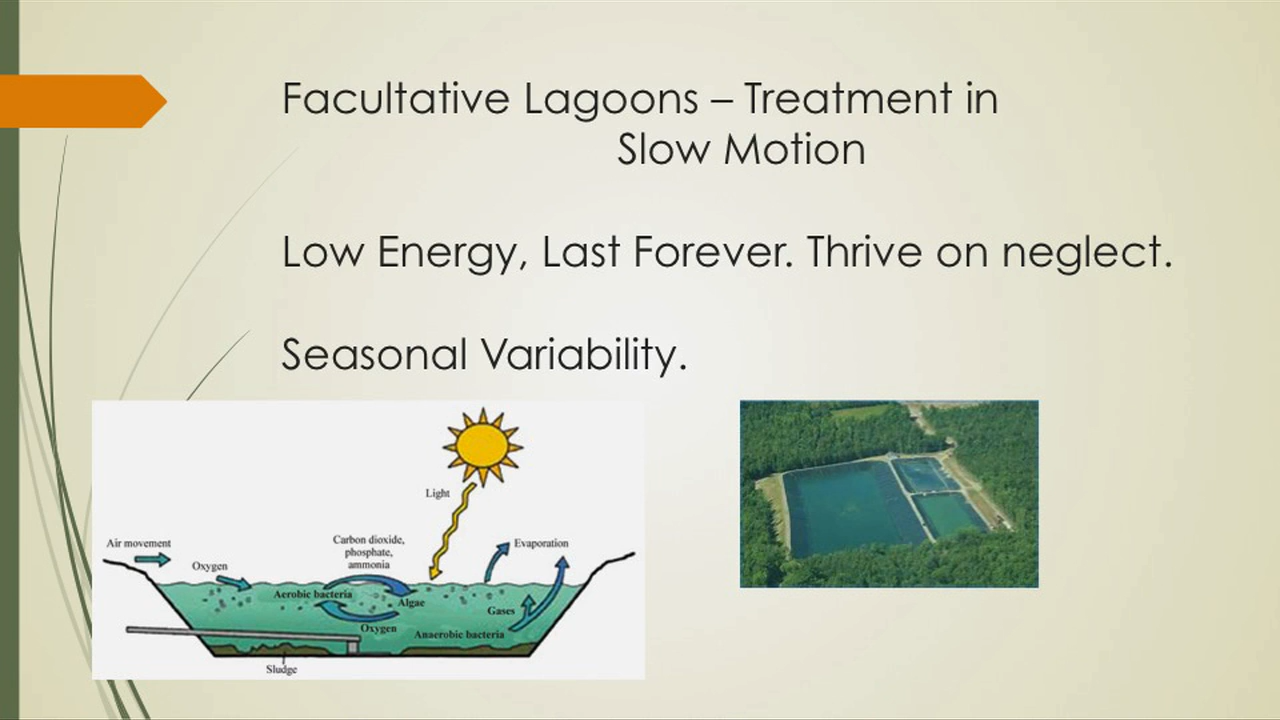 Facultative Lagoons – Treatment in
Slow Motion
Low Energy, Last Forever. Thrive on neglect.
Seasonal Variability.
Light
Air movement
Carbon dioxide,
phosphate,
ammonia
Evaporation
Oxygen
Aerobic bacteria
Algae
Gases
Oxygen
Anaerobic bacteria
Sludge